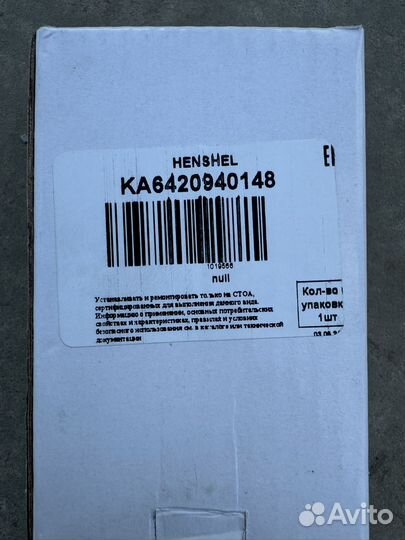 HENSHEL
KA6420940148
1019566
null
Устанавливать и ремонтировать только на СТОА,
сертифицированных для выполнения данного вида.
Информацию о применении, основных потребительских
свойствах и характеристиках, правилах и условиях
безопасного использования см. в каталоге или технической
документации
Кол-во
упаковк
1шт
Avito